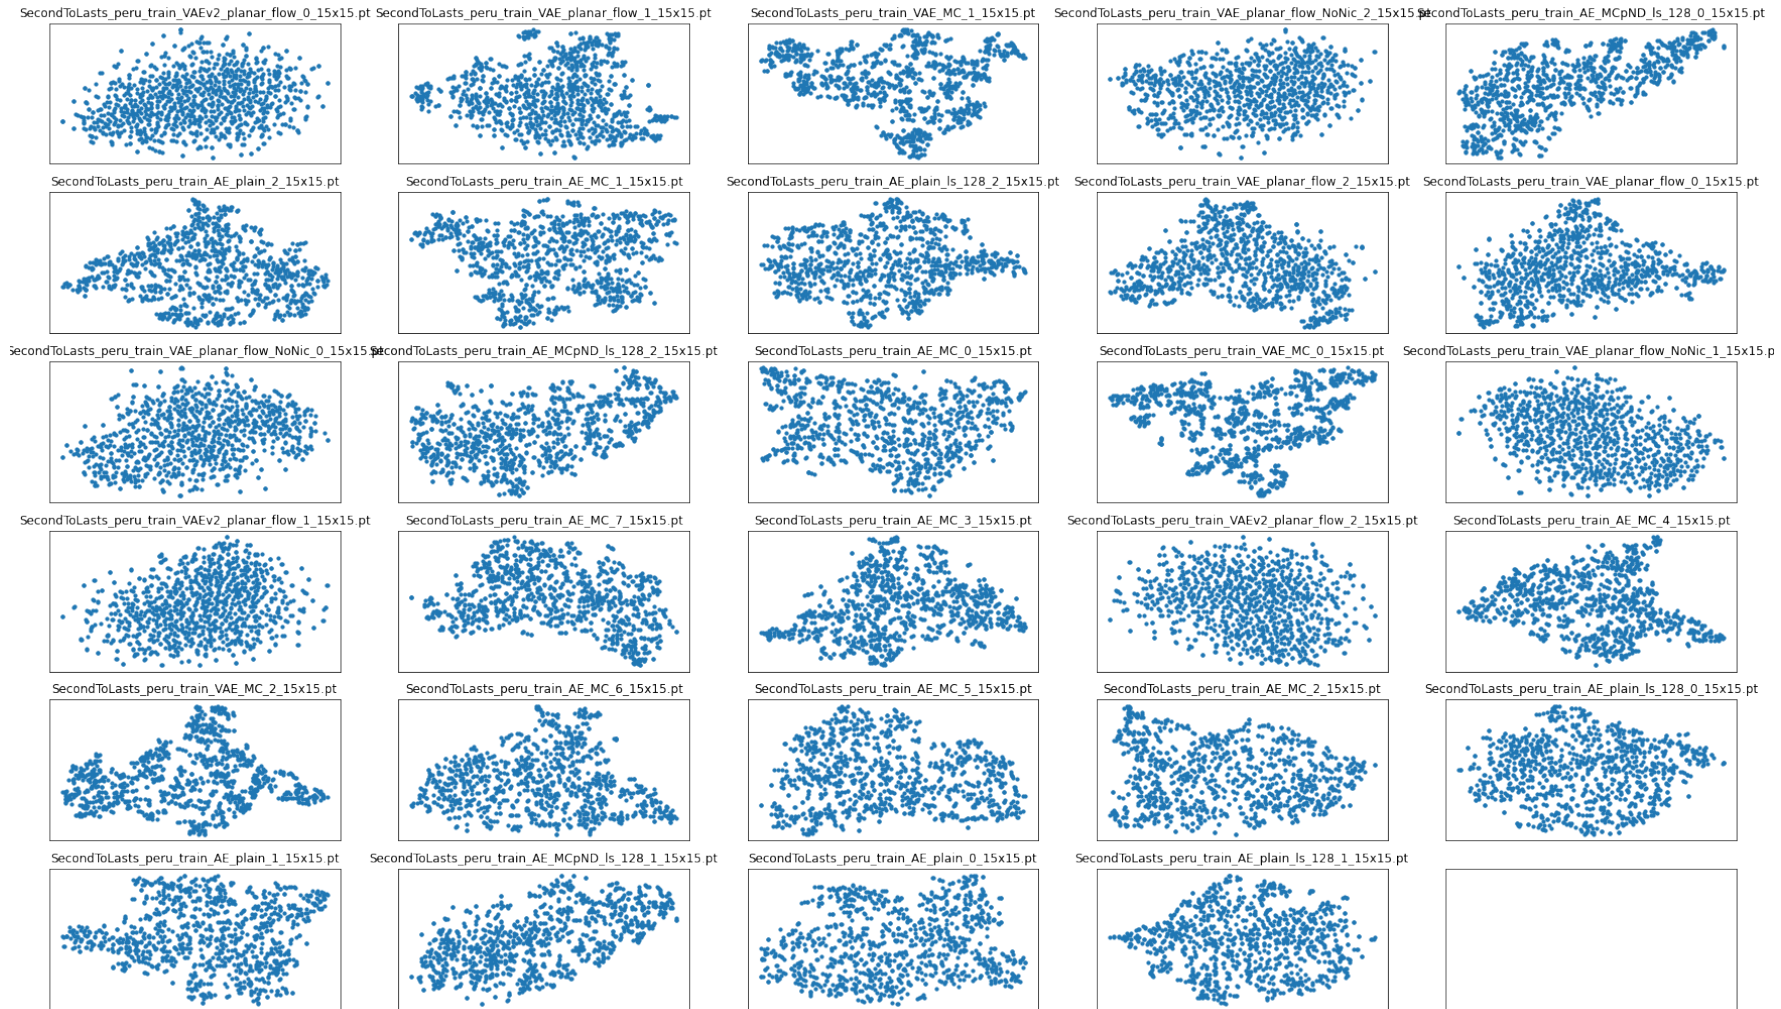 SecondToLasts_peru_train_VAEv2_planar_flow_0_15x15.pt
SecondToLasts_peru_train_VAE_planar_flow_1_15x15.pt
SecondToLasts_peru_train_VAE_MC_1_15x15.pt
SecondToLasts_peru_train_VAE_planar_flow_NoNic_2_15x15.pt
SecondToLasts_peru_train_AE_MCpND_ls_128_0_15x15.pt
SecondToLasts_peru_train_AE_plain_2_15x15.pt
SecondToLasts_peru_train_AE_MC_1_15x15.pt
SecondToLasts_peru_train_AE_plain_ls_128_2_15x15.pt
SecondToLasts_peru_train_VAE_planar_flow_2_15x15.pt
SecondToLasts_peru_train_VAE_planar_flow_0_15x15.pt
SecondToLasts_peru_train_VAE_planar_flow_NoNic_0_15x15.pt
SecondToLasts_peru_train_AE_MCpND_ls_128_2_15x15.pt
SecondToLasts_peru_train_AE_MC_0_15x15.pt
SecondToLasts_peru_train_VAE_MC_0_15x15.pt
SecondToLasts_peru_train_VAE_planar_flow_NoNic_1_15x15.p
SecondToLasts_peru_train_VAEv2_planar_flow_1_15x15.pt
SecondToLasts_peru_train_AE_MC_7_15x15.pt
SecondToLasts_peru_train_AE_MC_3_15x15.pt
SecondToLasts_peru_train_VAEv2_planar_flow_2_15x15.pt
SecondToLasts_peru_train_AE_MC_4_15x15.pt
SecondToLasts_peru_train_VAE_MC_2_15x15.pt
SecondToLasts_peru_train_AE_MC_6_15x15.pt
SecondToLasts_peru_train_AE_MC_5_15x15.pt
SecondToLasts_peru_train_AE_MC_2_15x15.pt
SecondToLasts_peru_train_AE_plain_ls_128_0_15x15.pt
SecondToLasts_peru_train_AE_plain_1_15x15.pt
SecondToLasts_peru_train_AE_MCpND_ls_128_1_15x15.pt
SecondToLasts_peru_train_AE_plain_0_15x15.pt
SecondToLasts_peru_train_AE_plain_ls_128_1_15x15.pt